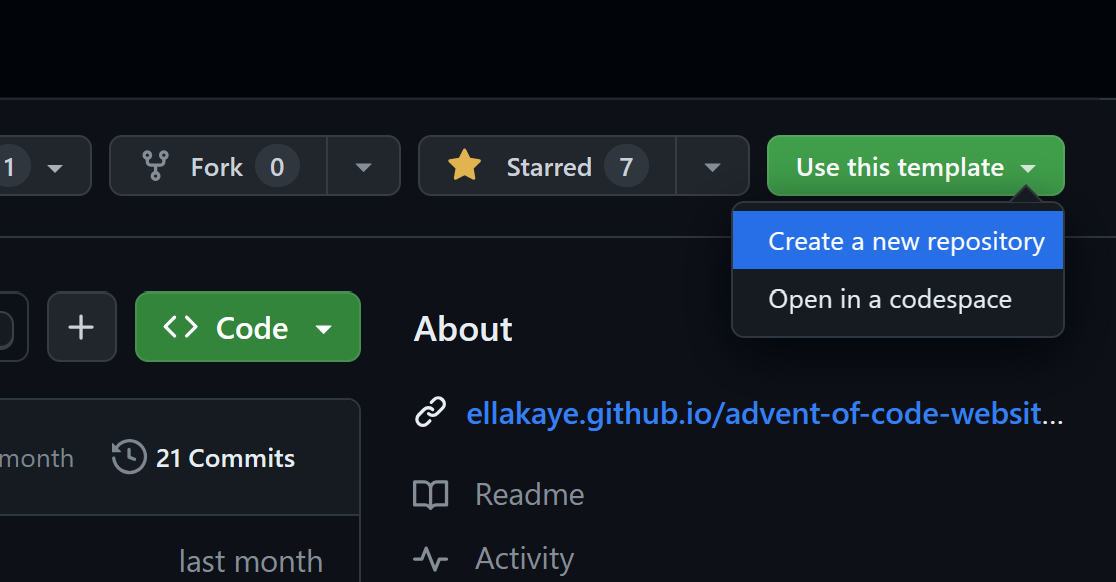 1
Fork 0
Starred 7
Use this template
Create a new repository
Open in a codespace
Code
About
ellakaye.github.io/advent-of-code-websit...
month
21 Commits
Readme
last month
Activity